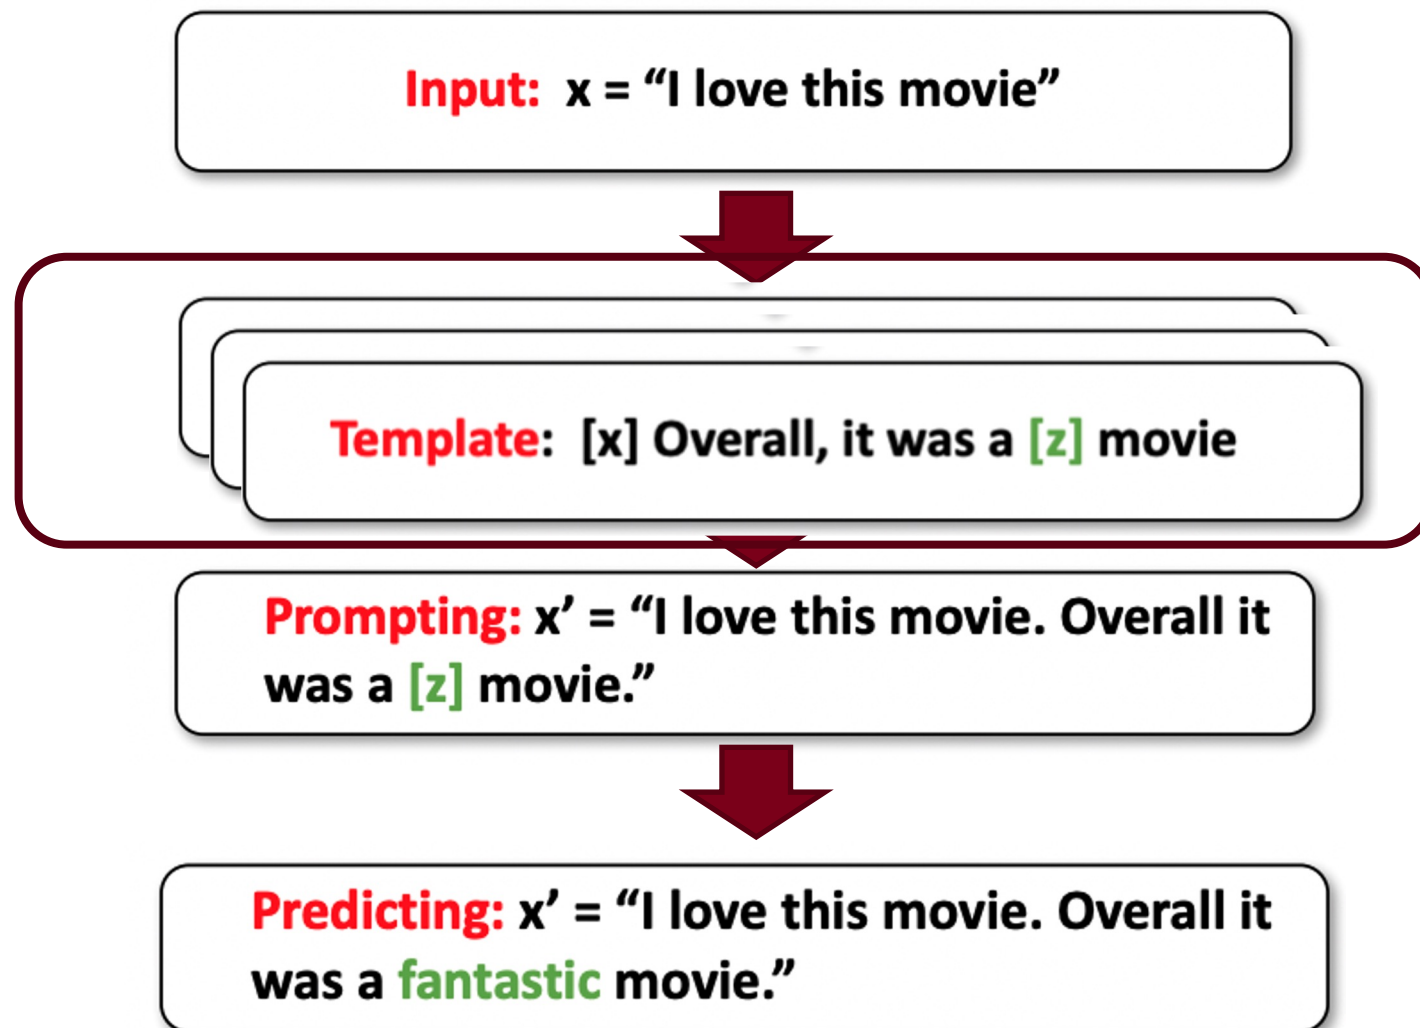 Input: x = “I love this movie”
Template: [x] Overall, it was a [z] movie
Prompting: x’ = “I love this movie. Overall it
was a [z] movie.”
Predicting: x’ = “I love this movie. Overall it
was a fantastic movie.”